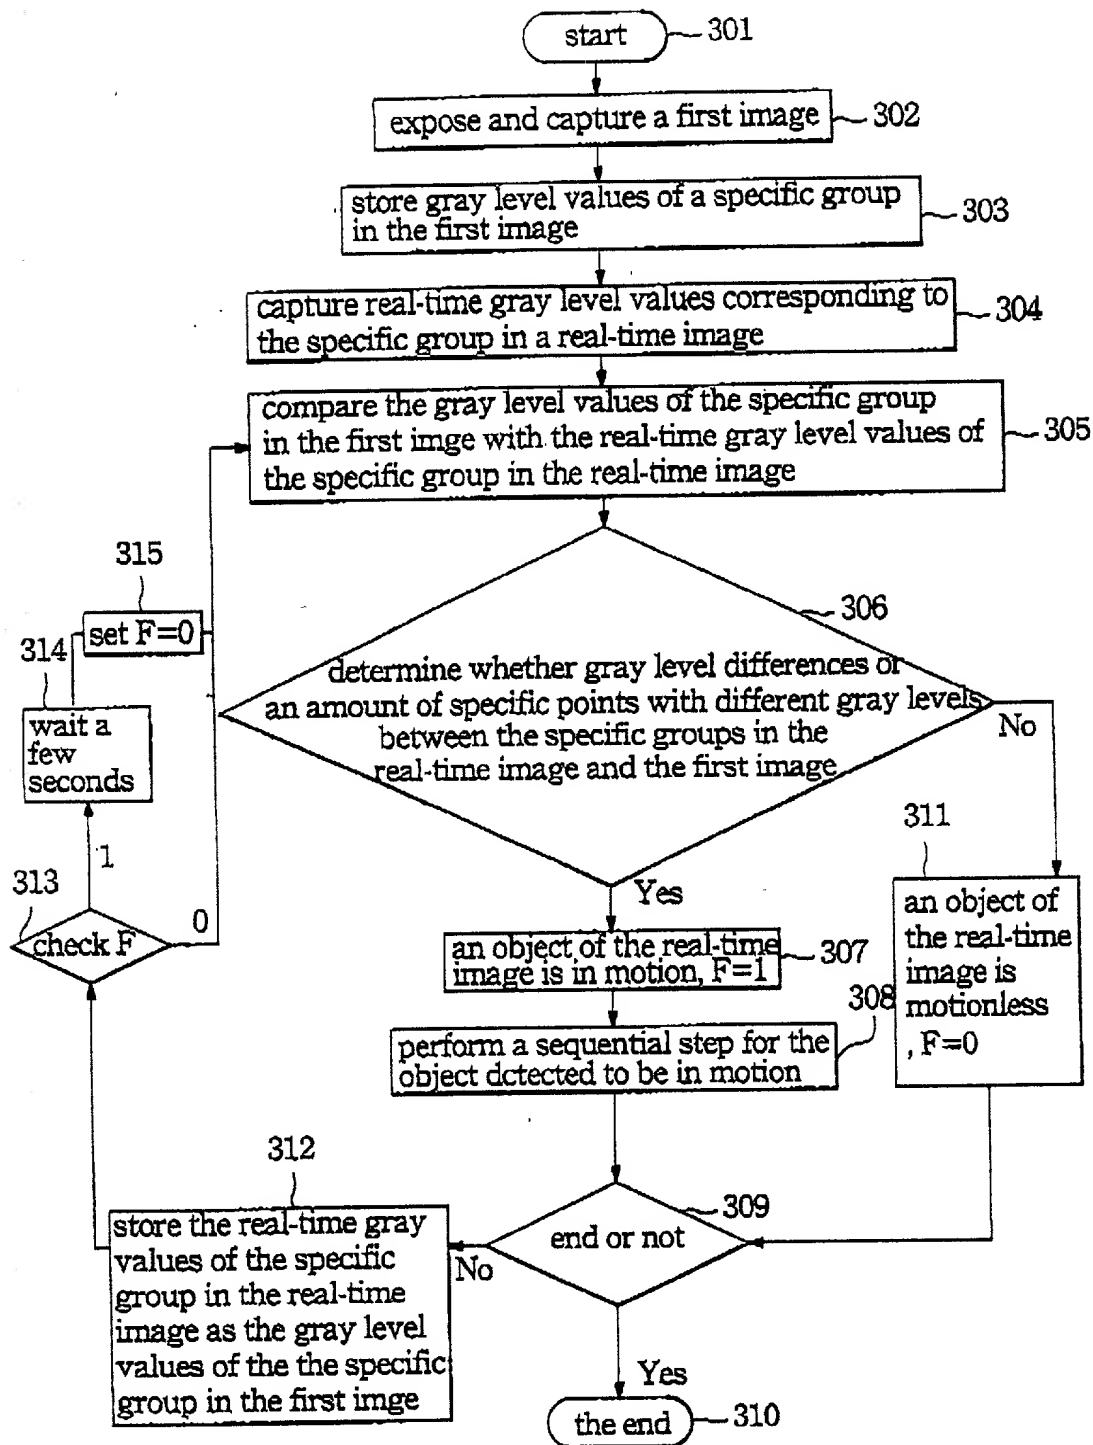 start
301
expose and capture a first image
302
store gray level values of a specific group
in the first image
303
capture real-time gray level values corresponding to
the specific group in a real-time image
304
compare the gray level values of the specific group
in the first imge with the real-time gray level values of
the specific group in the real-time image
305
306
determine whether gray level differences or
an amount of specific points with different gray levels
between the specific groups in the
real-time image and the first image
No
Yes
311
an object of
the real-time
image is
motionless
, F=0
an object of the real-time
image is in motion, F=1
307
308
perform a sequential step for the
object detected to be in motion
309
end or not
No
Yes
the end
310
312
store the real-time gray
values of the specific
group in the real-time
image as the gray level
values of the the specific
group in the first imge
313
check F
0
1
314
wait a
few
seconds
315
set F=0